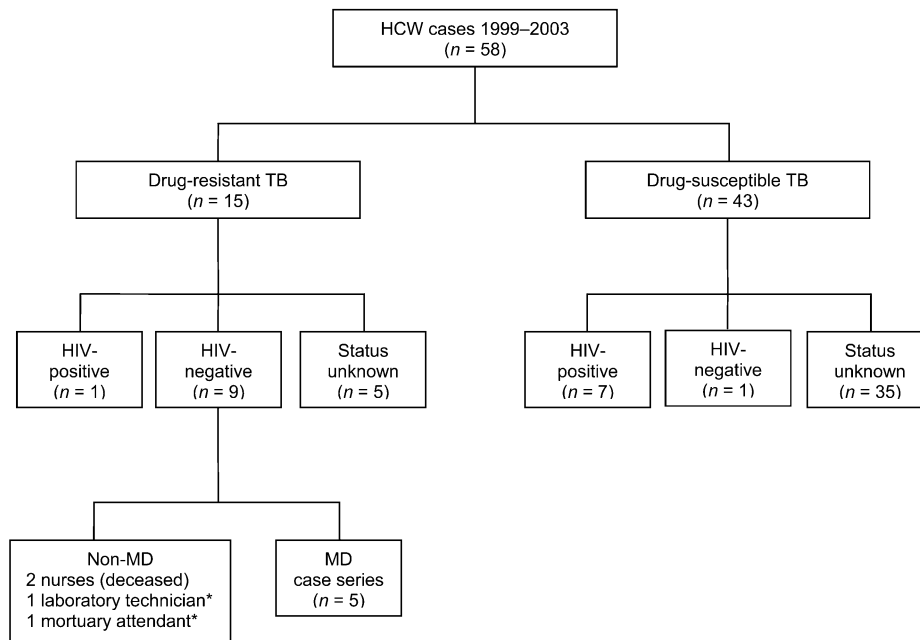 HCW cases 1999–2003
(n = 58)
Drug-resistant TB
(n = 15)
Drug-susceptible TB
(n = 43)
HIV-
positive
(n = 1)
HIV-
negative
(n = 9)
Status
unknown
(n = 5)
HIV-
positive
(n = 7)
HIV-
negative
(n = 1)
Status
unknown
(n = 35)
Non-MD
2 nurses (deceased)
1 laboratory technician*
1 mortuary attendant*
MD
case series
(n = 5)